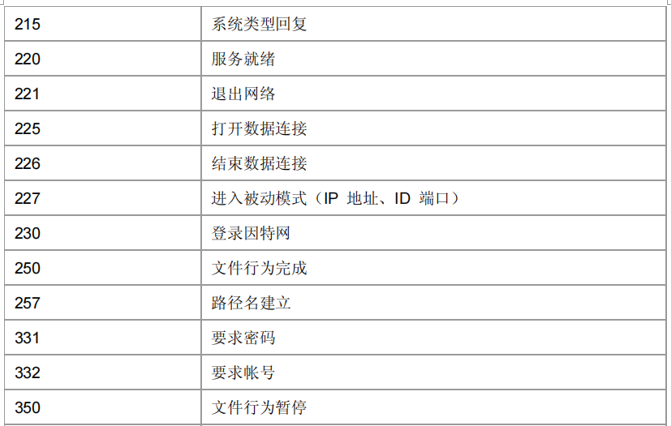 215 系统类型回复
220 服务就绪
221 退出网络
225 打开数据连接
226 结束数据连接
227 进入被动模式（IP 地址、ID 端口）
230 登录因特网
250 文件行为完成
257 路径名建立
331 要求密码
332 要求帐号
350 文件行为暂停